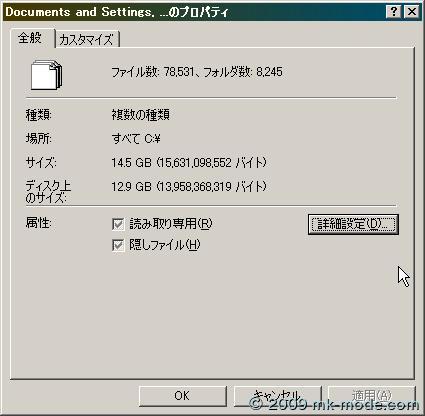 Documents and Settings, ...のプロパティ
全般 カスタマイズ
ファイル数: 78,531、フォルダ数: 8,245
種類: 複数の種類
場所: すべて C:¥
サイズ: 14.5 GB (15,631,098,552 バイト)
ディスク上
のサイズ: 12.9 GB (13,958,368,319 バイト)
属性: 読み取り専用(R) 詳細設定(D)...
隠しファイル(H)
OK キャンセル 適用(A)
© 2009 mk-mode.com